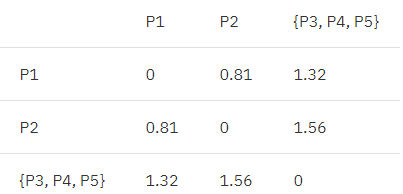 P1 P2 {P3, P4, P5}
P1 0 0.81 1.32
P2 0.81 0 1.56
{P3, P4, P5} 1.32 1.56 0